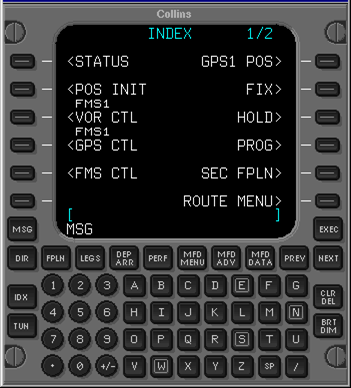 Collins
INDEX 1/2
<STATUS GPS1 POS>
<POS INIT FIX>
FMS1
<VOR CTL HOLD>
FMS1
<GPS CTL PROG>
<FMS CTL SEC FPLN>
ROUTE MENU>
[ ]
MSG
MSG EXEC
DIR FPLN LEGS DEP ARR PERF MFD MENU MFD ADV MFD DATA PREV NEXT
1 2 3 A B C D E F G
IDX CLR DEL
4 5 6 H I J K L M N
TUN BRT DIM
7 8 9 O P Q R S T U
. 0 +/- V W X Y Z SP /